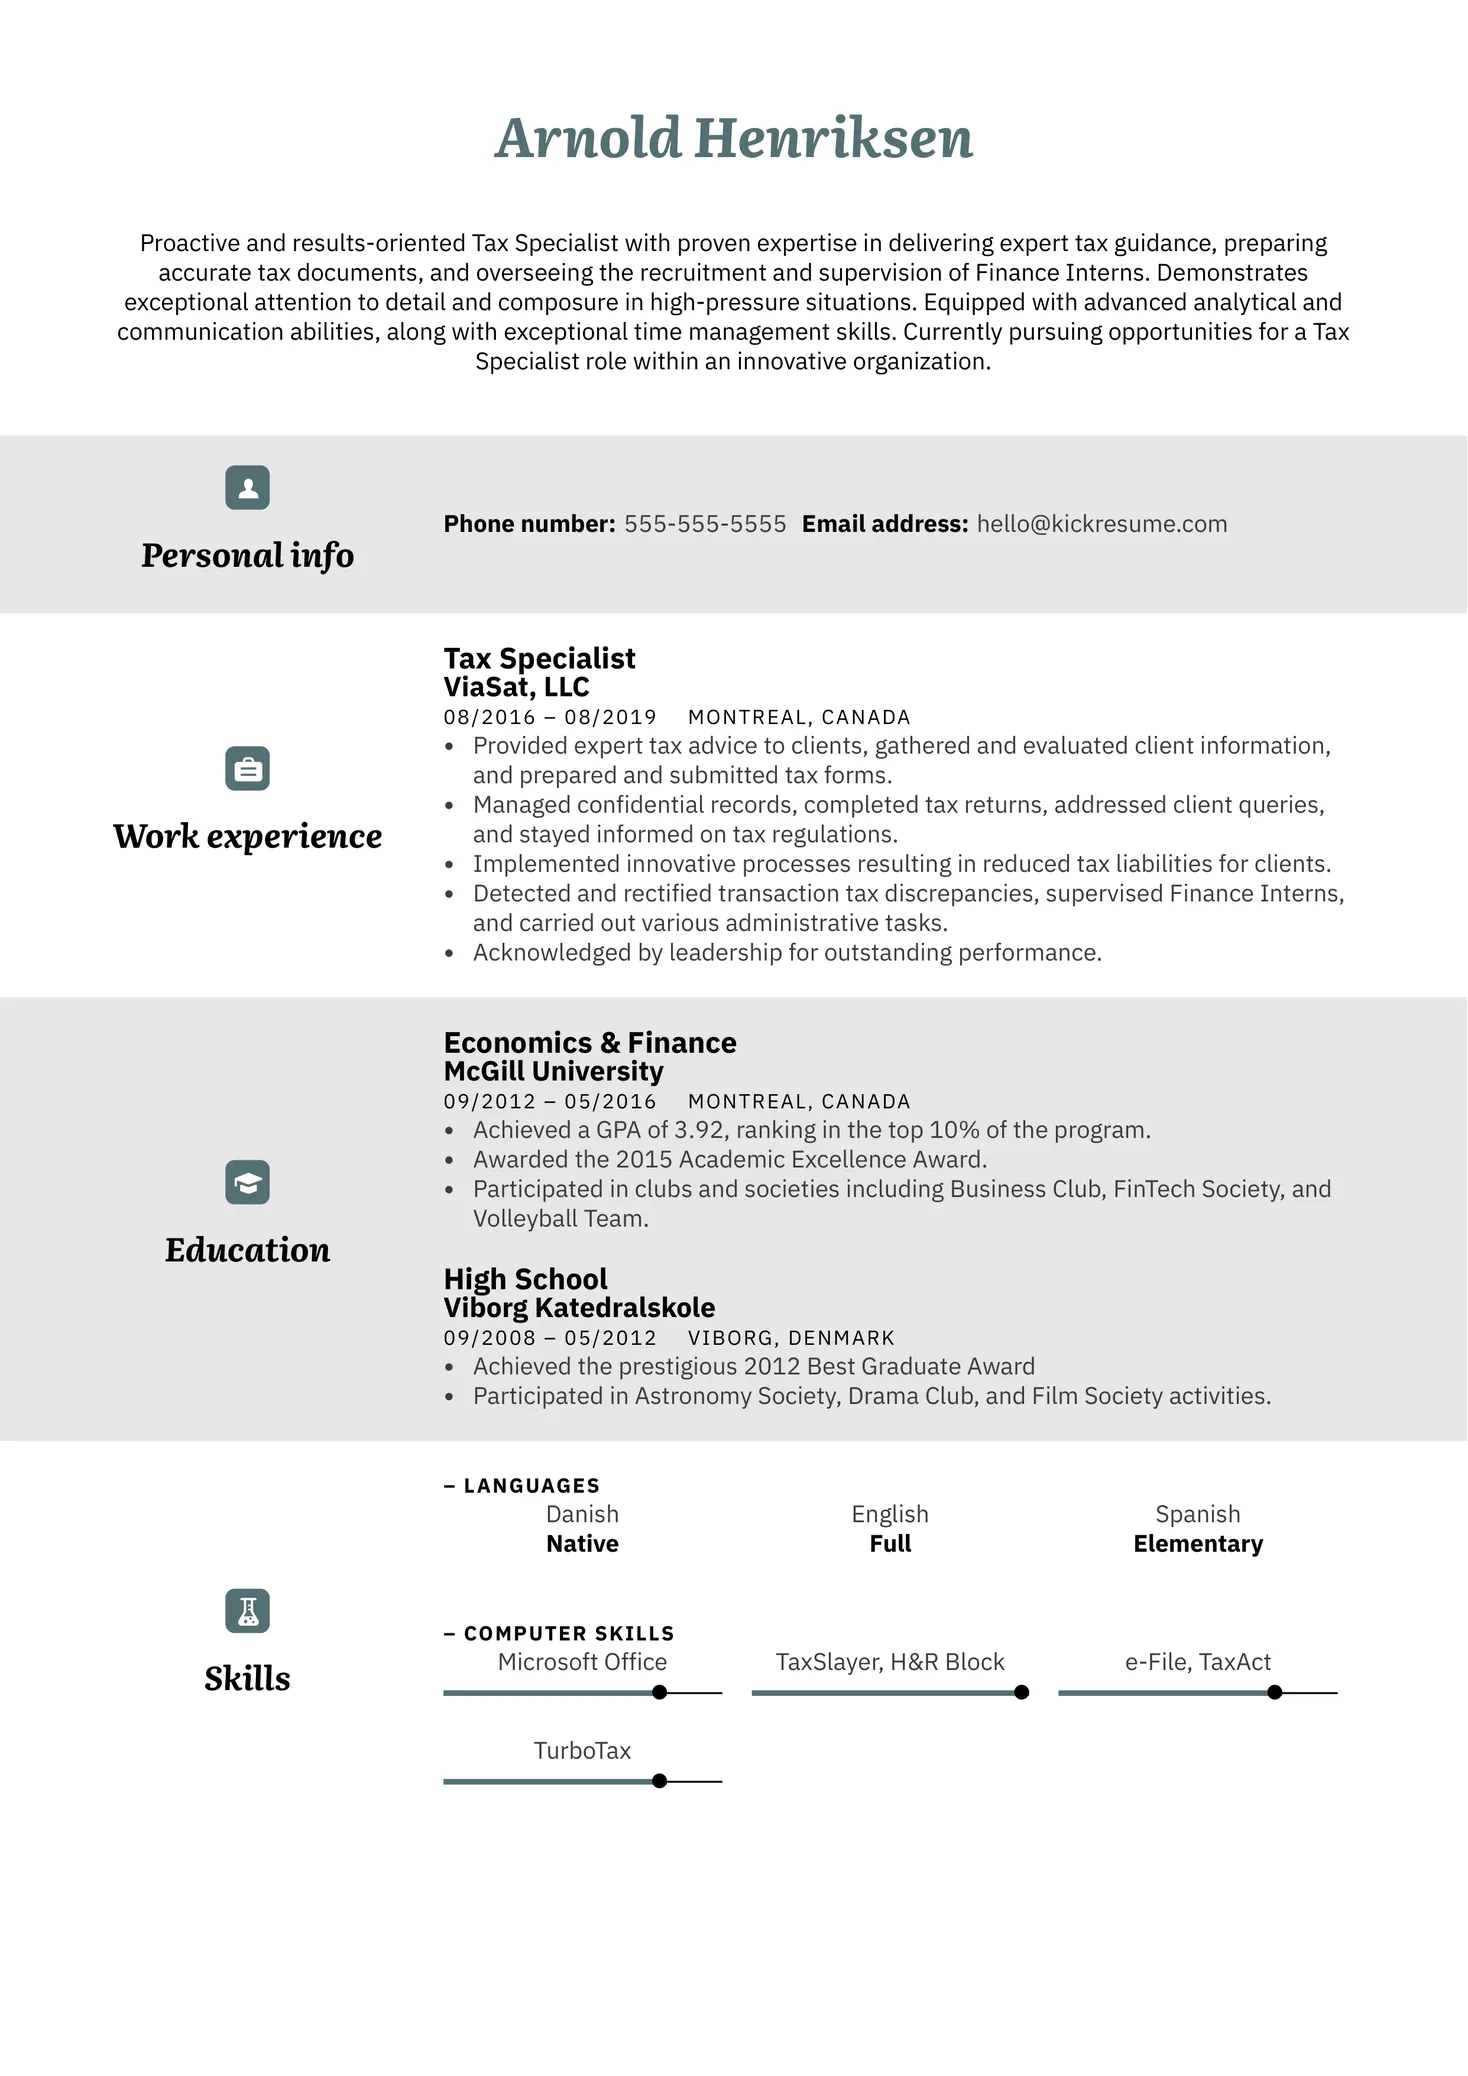 Arnold Henriksen
Proactive and results-oriented Tax Specialist with proven expertise in delivering expert tax guidance, preparing
accurate tax documents, and overseeing the recruitment and supervision of Finance Interns. Demonstrates
exceptional attention to detail and composure in high-pressure situations. Equipped with advanced analytical and
communication abilities, along with exceptional time management skills. Currently pursuing opportunities for a Tax
Specialist role within an innovative organization.
Personal info
Phone number: 555-555-5555 Email address: hello@kickresume.com
Work experience
Tax Specialist
ViaSat, LLC
08/2016 – 08/2019 MONTREAL, CANADA
• Provided expert tax advice to clients, gathered and evaluated client information,
and prepared and submitted tax forms.
• Managed confidential records, completed tax returns, addressed client queries,
and stayed informed on tax regulations.
• Implemented innovative processes resulting in reduced tax liabilities for clients.
• Detected and rectified transaction tax discrepancies, supervised Finance Interns,
and carried out various administrative tasks.
• Acknowledged by leadership for outstanding performance.
Education
Economics & Finance
McGill University
09/2012 – 05/2016 MONTREAL, CANADA
• Achieved a GPA of 3.92, ranking in the top 10% of the program.
• Awarded the 2015 Academic Excellence Award.
• Participated in clubs and societies including Business Club, FinTech Society, and
Volleyball Team.
High School
Viborg Katedralskole
09/2008 – 05/2012 VIBORG, DENMARK
• Achieved the prestigious 2012 Best Graduate Award
• Participated in Astronomy Society, Drama Club, and Film Society activities.
Skills
– LANGUAGES
Danish English Spanish
Native Full Elementary
– COMPUTER SKILLS
Microsoft Office TaxSlayer, H&R Block e-File, TaxAct
TurboTax